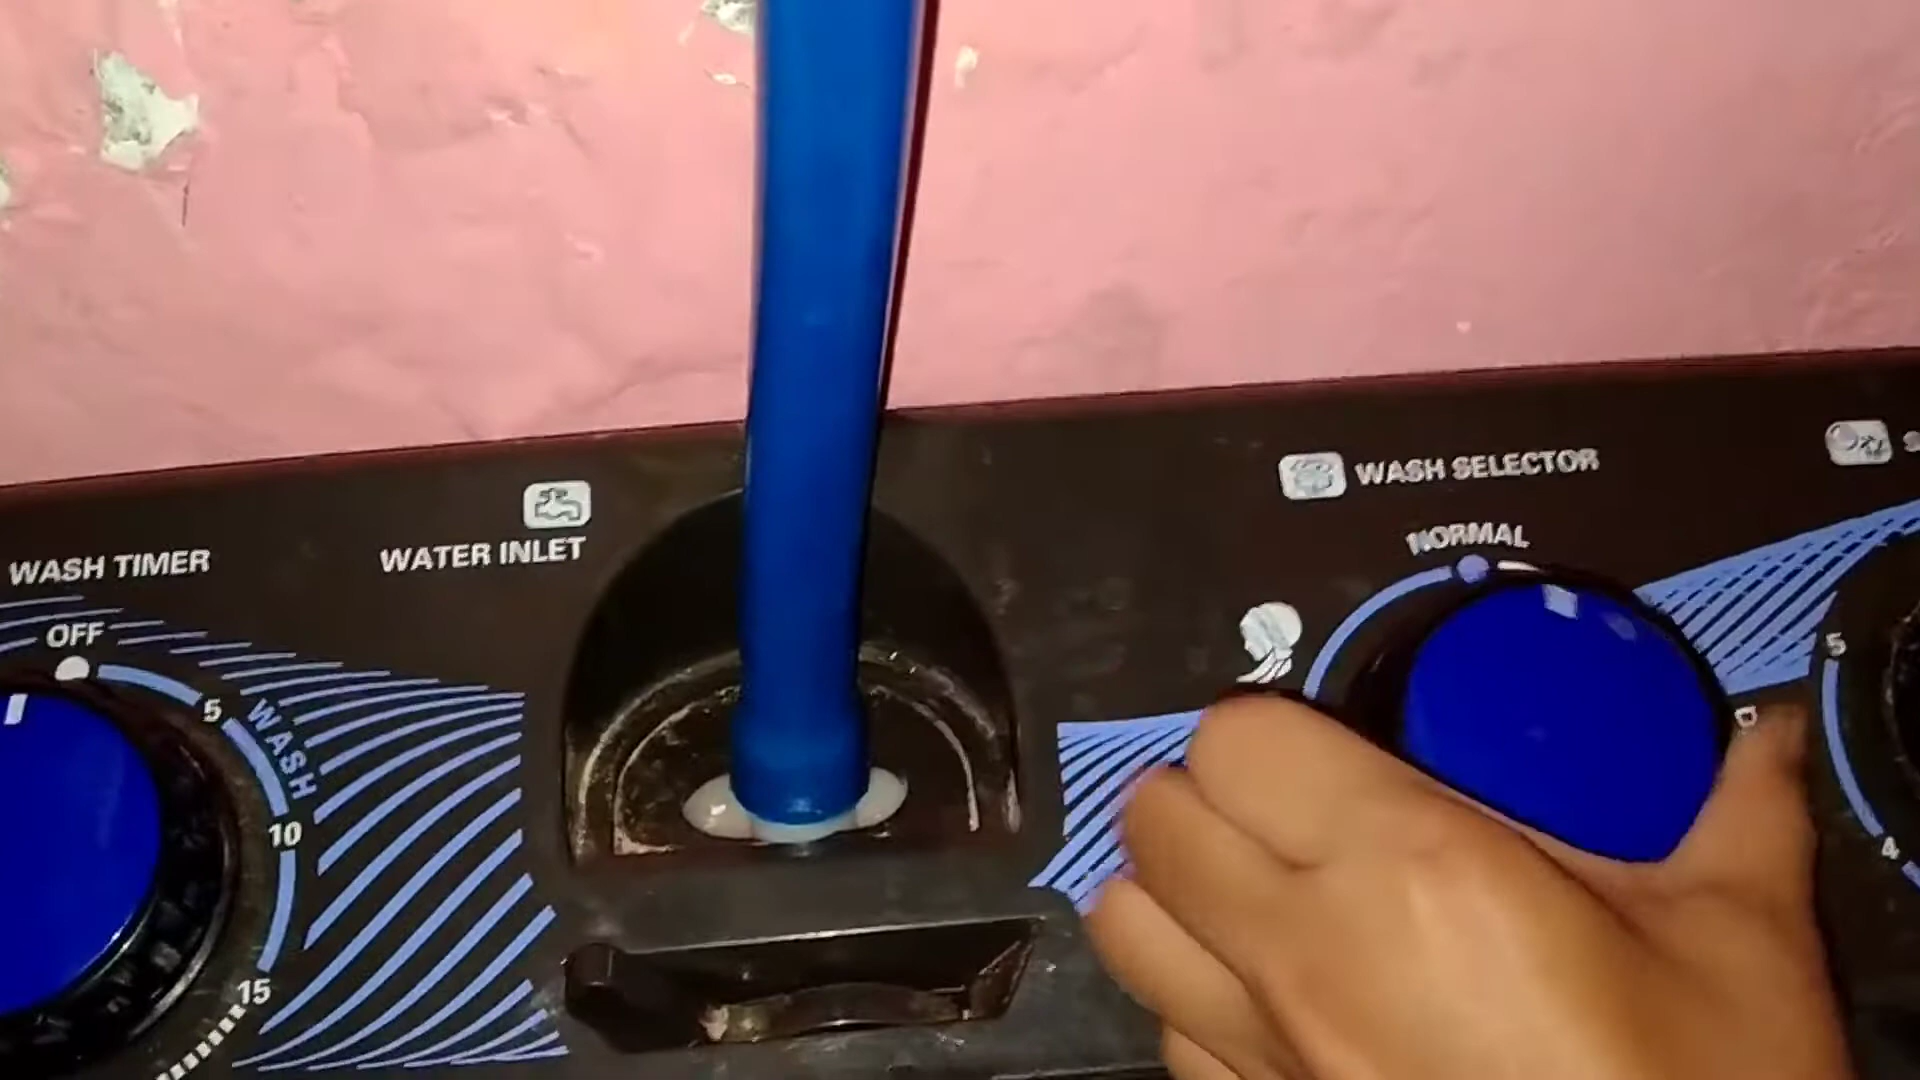 WASH TIMER
OFF
5
WASH
10
15
WATER INLET
WASH SELECTOR
NORMAL
5
4